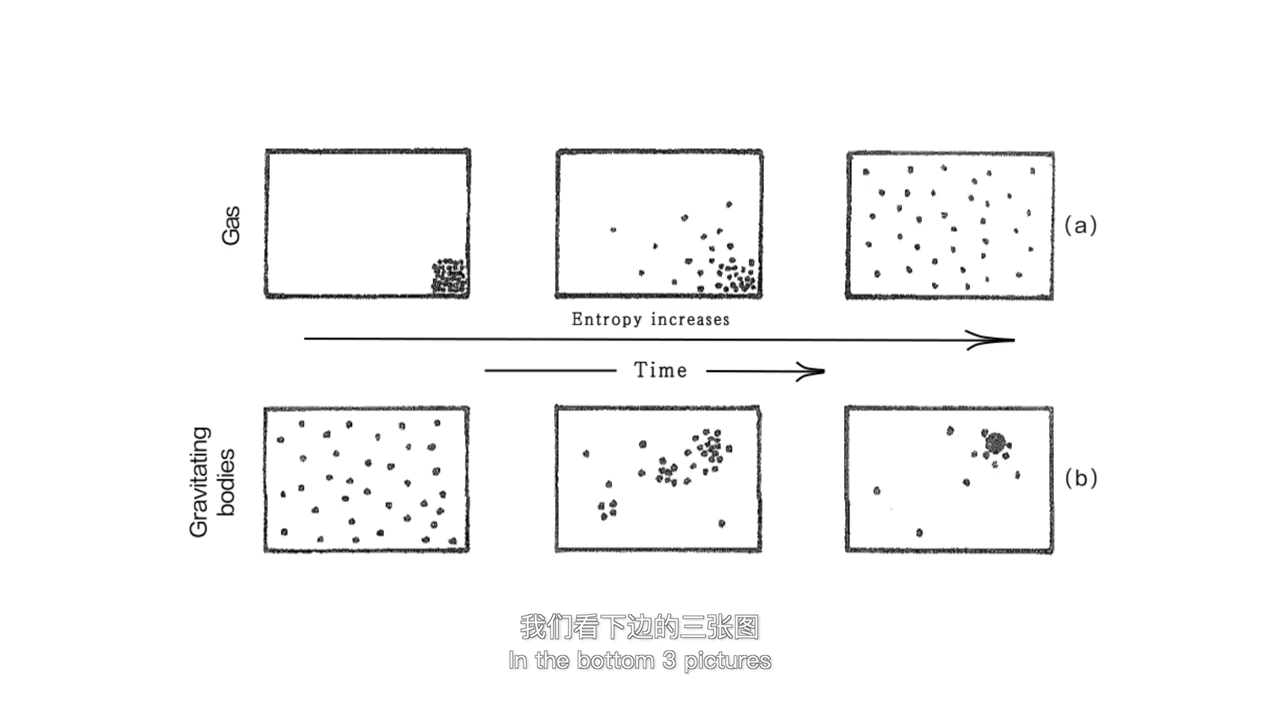 Gas
(a)
Entropy increases
Time
Gravitating
bodies
(b)
我们看下边的三张图
In the bottom 3 pictures